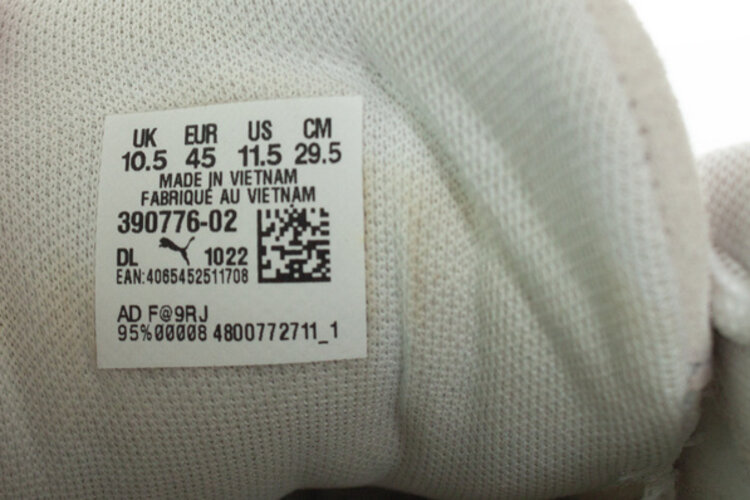 UK EUR US CM
10.5 45 11.5 29.5
MADE IN VIETNAM
FABRIQUÉ AU VIETNAM
390776-02
DL 1022
EAN:4065452511708
AD F@9RJ
95%00008 4800772711_1